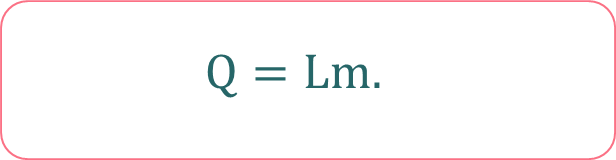 Q = Lm.